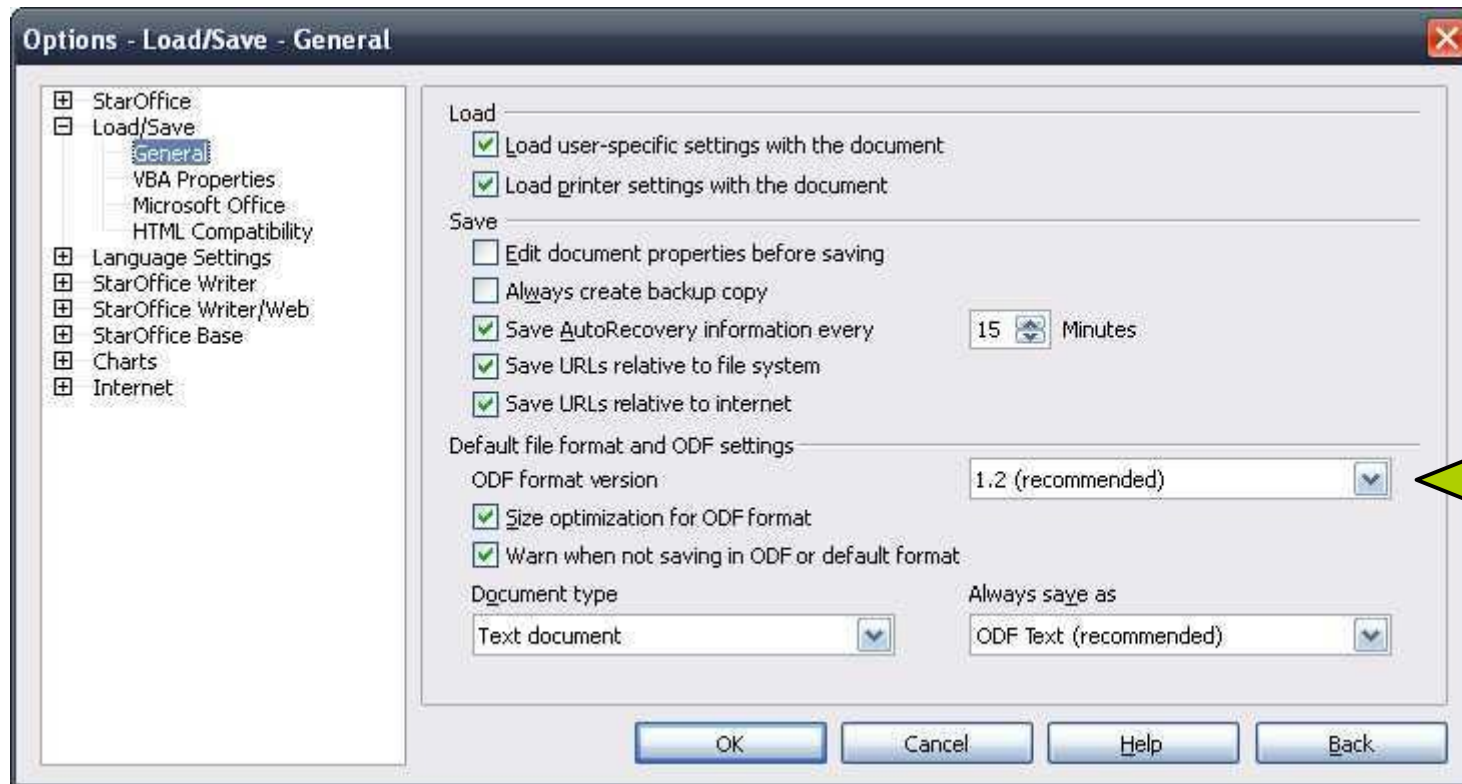 Options - Load/Save - General
StarOffice
Load/Save
General
VBA Properties
Microsoft Office
HTML Compatibility
Language Settings
StarOffice Writer
StarOffice Writer/Web
StarOffice Base
Charts
Internet
Load
Load user-specific settings with the document
Load printer settings with the document
Save
Edit document properties before saving
Always create backup copy
Save AutoRecovery information every 15 Minutes
Save URLs relative to file system
Save URLs relative to internet
Default file format and ODF settings
ODF format version 1.2 (recommended)
Size optimization for ODF format
Warn when not saving in ODF or default format
Document type Always save as
Text document ODF Text (recommended)
OK Cancel Help Back